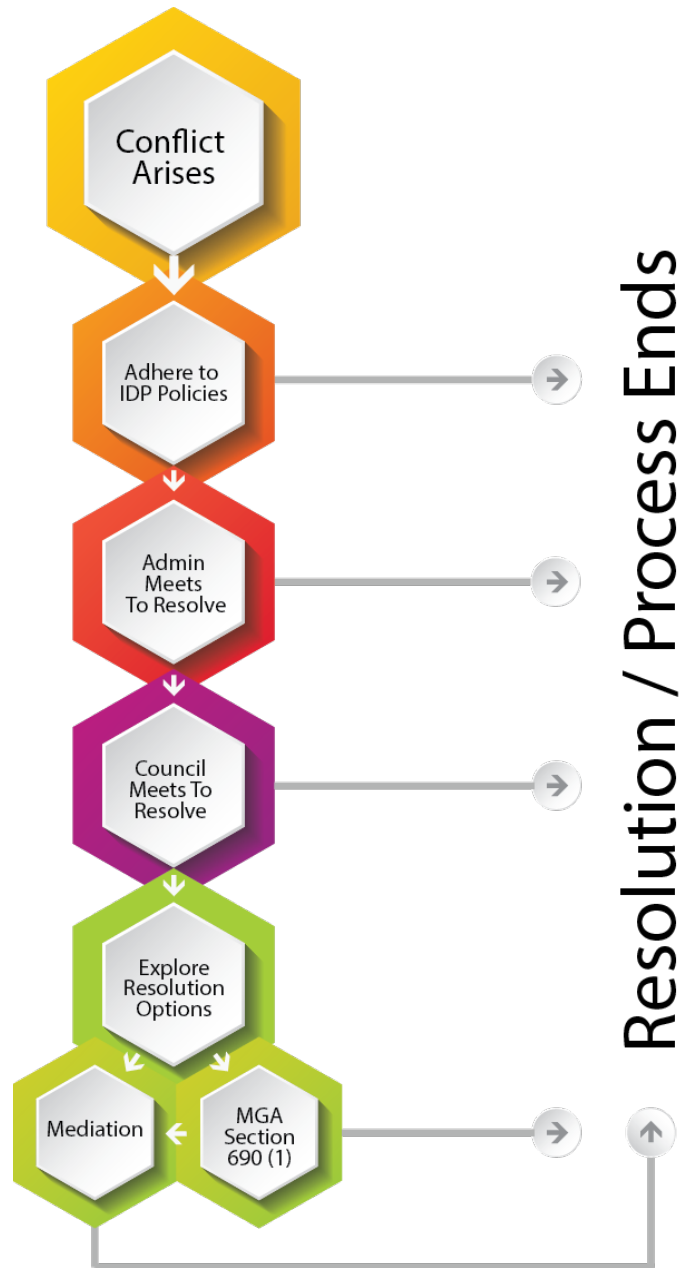 Conflict
Arises
Adhere to
IDP Policies
Admin
Meets
To Resolve
Council
Meets To
Resolve
Explore
Resolution
Options
Mediation
MGA
Section
690 (1)
Resolution / Process Ends